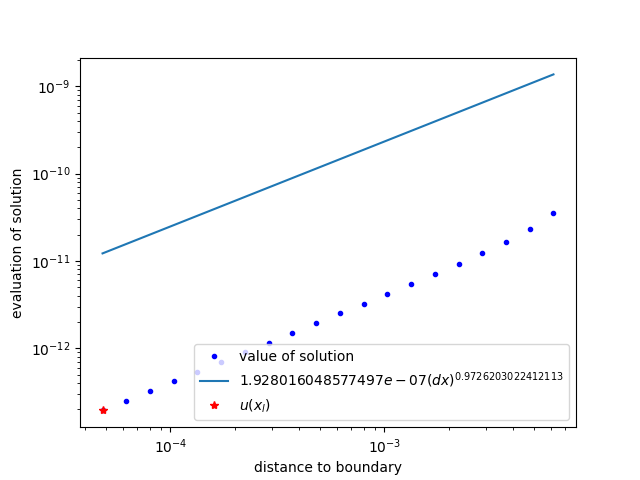 10⁻⁹
10⁻¹⁰
10⁻¹¹
10⁻¹²
evaluation of solution
value of solution
1.928016048577497e − 07(dx)^0.9726203022412113
u(x_l)
10⁻⁴ 10⁻³
distance to boundary